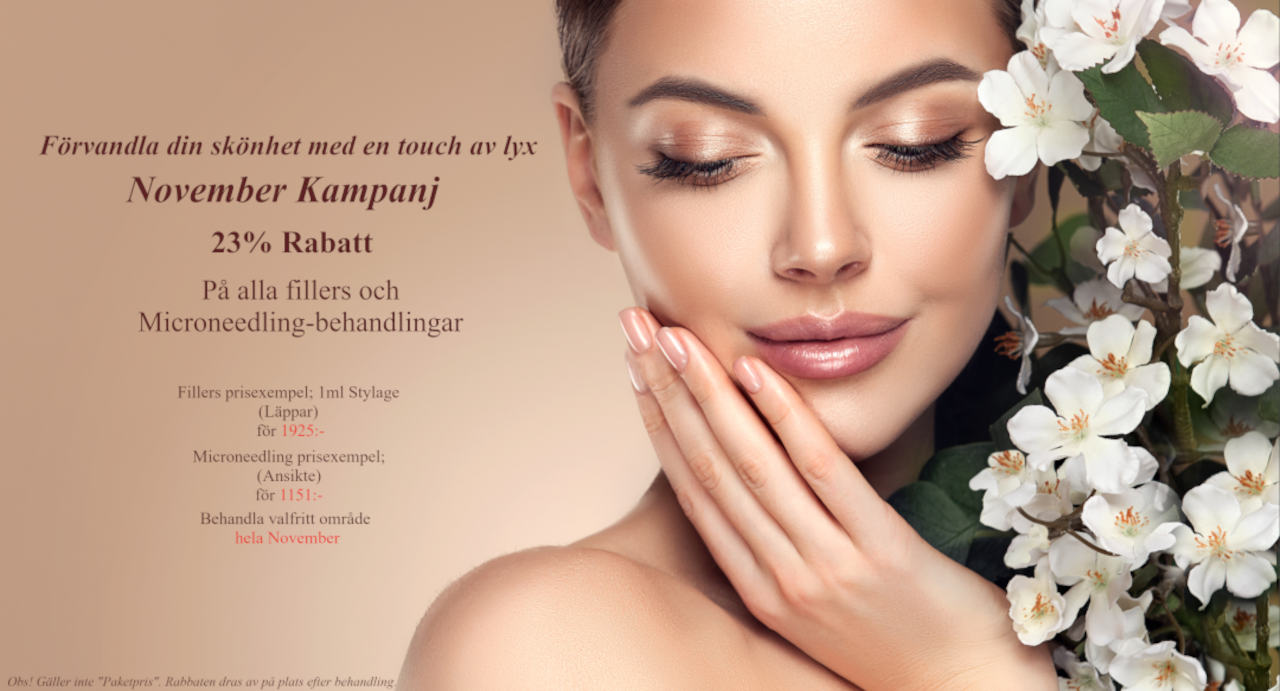 Förvandla din skönhet med en touch av lyx
November Kampanj
23% Rabatt
På alla fillers och
Microneedling-behandlingar
Fillers prisexempel; 1ml Stylage
(Läppar)
för 1925:-
Microneedling prisexempel;
(Ansikte)
för 1151:-
Behandla valfritt område
hela November
Obs! Gäller inte "Paketpris". Rabbaten dras av på plats efter behandling